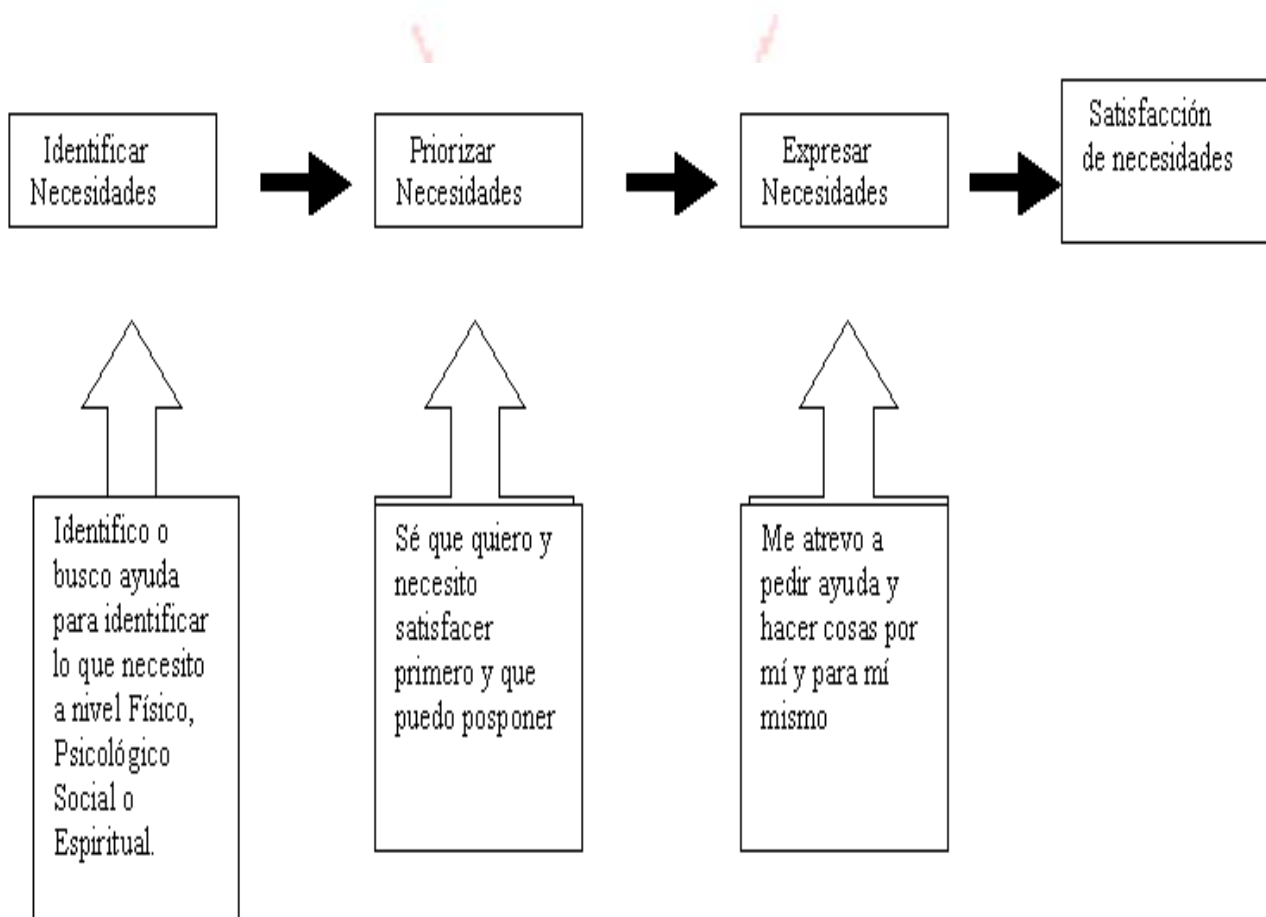 Identificar
Necesidades
Priorizar
Necesidades
Expresar
Necesidades
Satisfacción
de necesidades
Identifico o
busco ayuda
para identificar
lo que necesito
a nivel Físico,
Psicológico
Social o
Espiritual.
Sé que quiero y
necesito
satisfacer
primero y que
puedo posponer
Me atrevo a
pedir ayuda y
hacer cosas por
mí y para mí
mismo